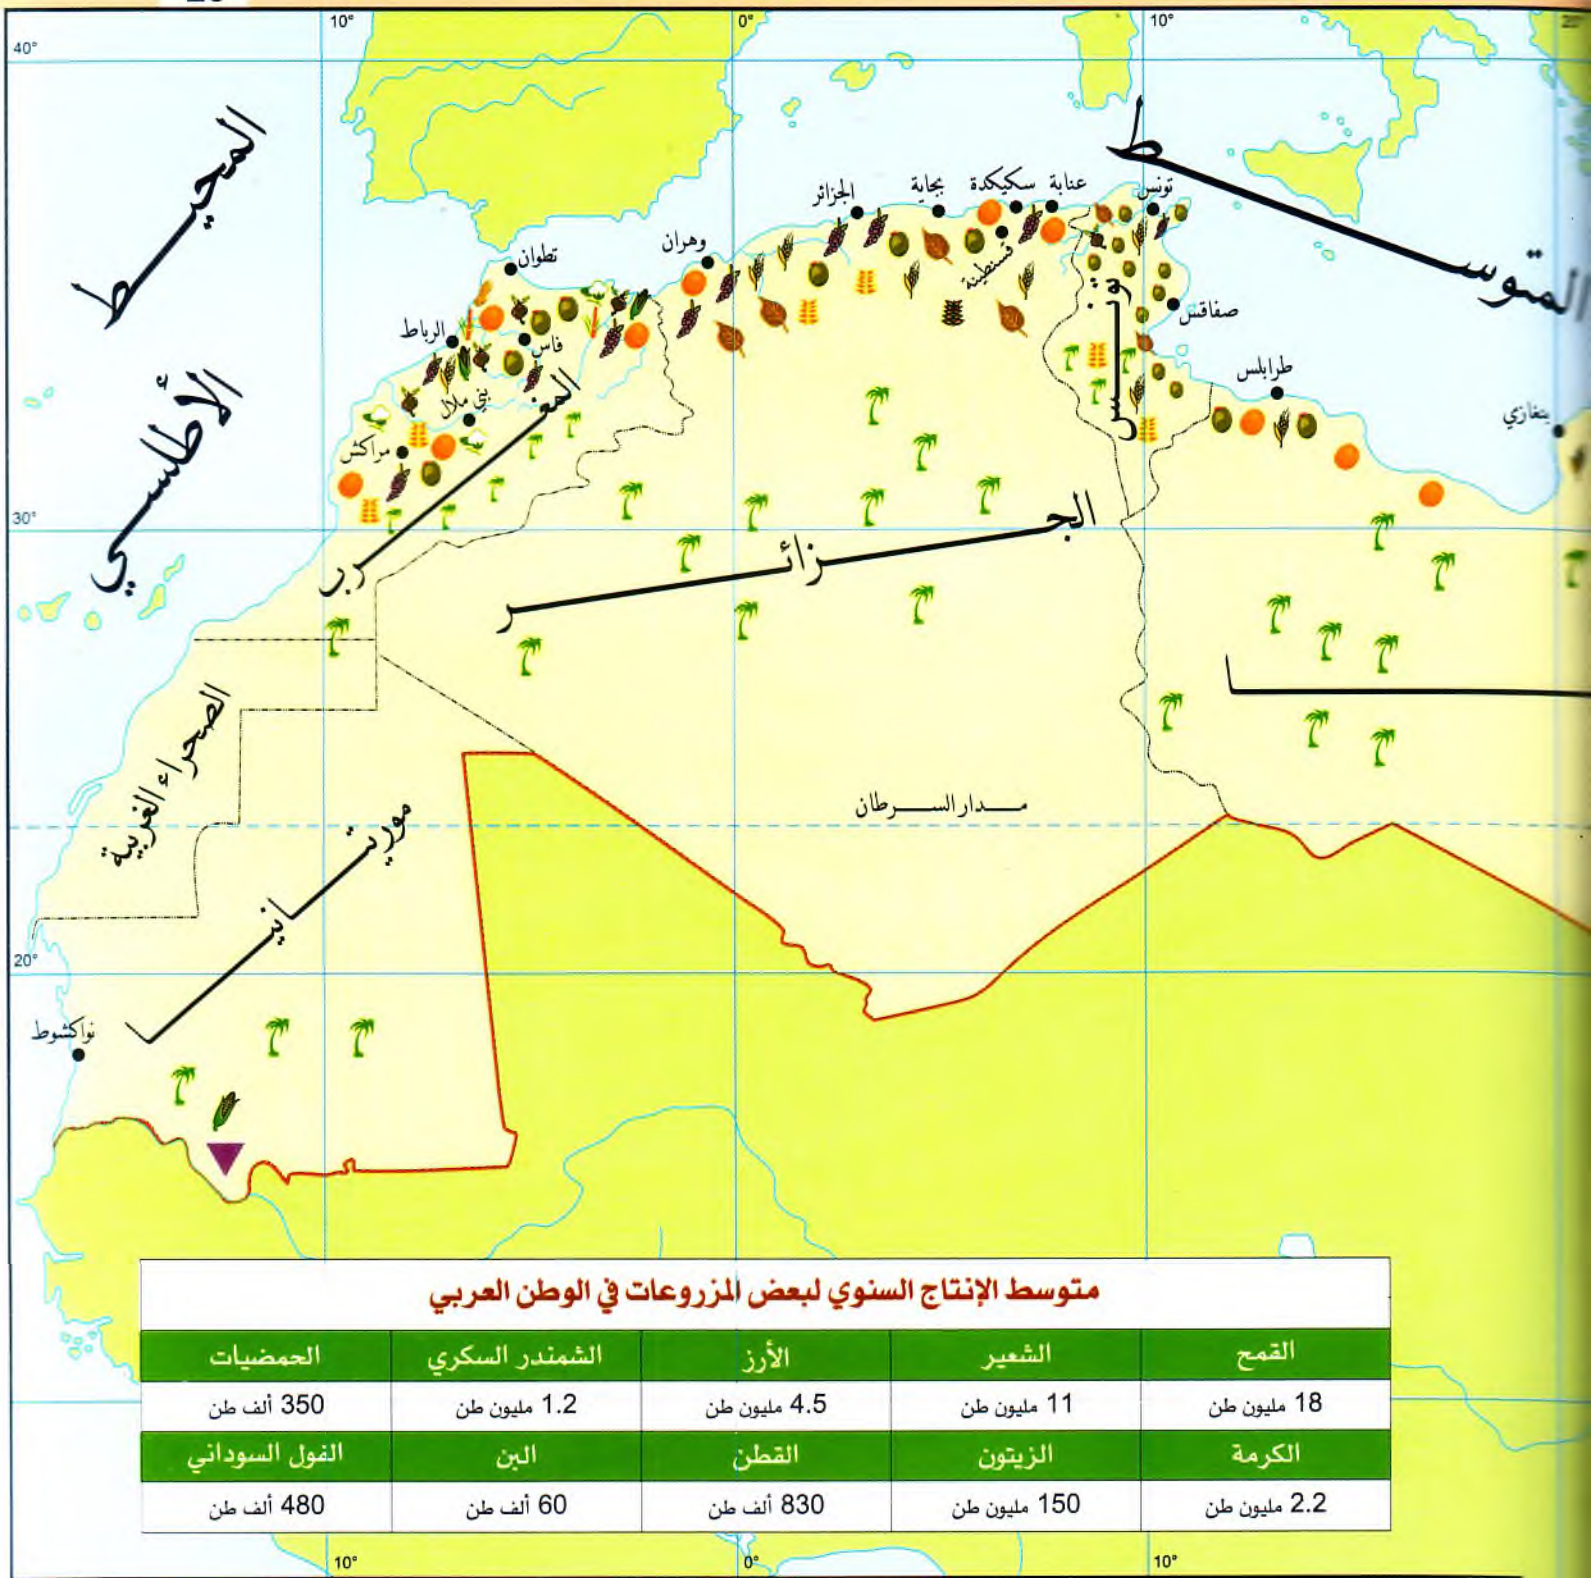 10°
0°
10°
20°
40°
المحيط
الأطلسي
المتوسط
تطوان
وهران
الجزائر
بجاية
سكيكدة
عنابة
تونس
قسنطينة
الرباط
فاس
بني ملال
مراكش
صفاقس
طرابلس
بنغازي
تونس
المغرب
الجزائر
30°
الصحراء الغربية
موريتانيا
مدار السرطان
20°
نواكشوط
متوسط الإنتاج السنوي لبعض المزروعات في الوطن العربي
القمح الشعير الأرز الشمندر السكري الحمضيات
18 مليون طن 11 مليون طن 4.5 مليون طن 1.2 مليون طن 350 ألف طن
الكرمة الزيتون القطن البن الفول السوداني
2.2 مليون طن 150 مليون طن 830 ألف طن 60 ألف طن 480 ألف طن
10°
0°
10°